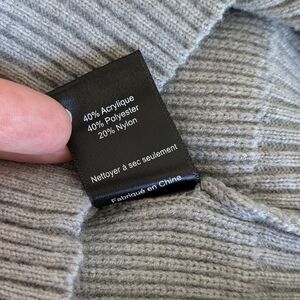 40% Acrylique
40% Polyester
20% Nylon
Nettoyer à sec seulement
Fabriqué en Chine